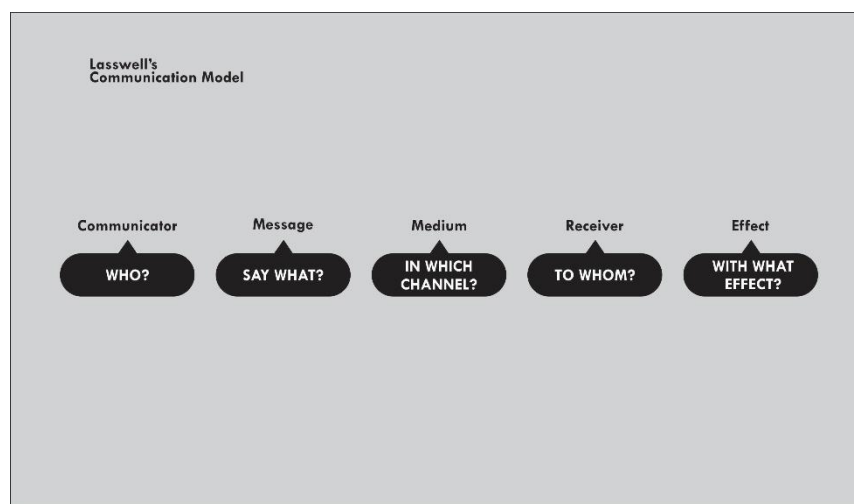 Lasswell's
Communication Model
Communicator
Message
Medium
Receiver
Effect
WHO?
SAY WHAT?
IN WHICH
CHANNEL?
TO WHOM?
WITH WHAT
EFFECT?